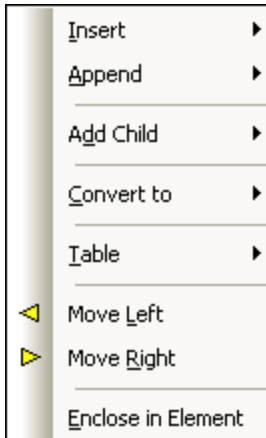 Insert
Append
Add Child
Convert to
Table
Move Left
Move Right
Enclose in Element